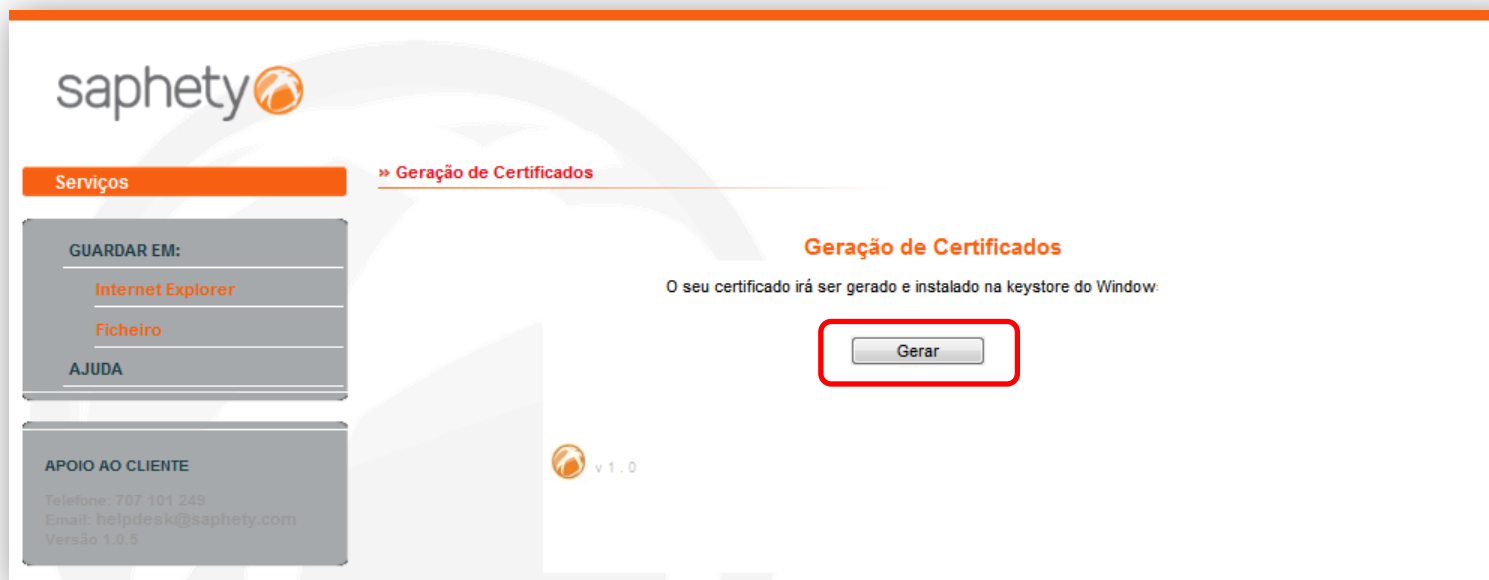 saphety
Serviços
GUARDAR EM:
Internet Explorer
Ficheiro
AJUDA
APOIO AO CLIENTE
Telefone: 707 101 249
Email: helpdesk@saphety.com
Versão 1.0.5
» Geração de Certificados
Geração de Certificados
O seu certificado irá ser gerado e instalado na keystore do Window
Gerar
v 1 . 0